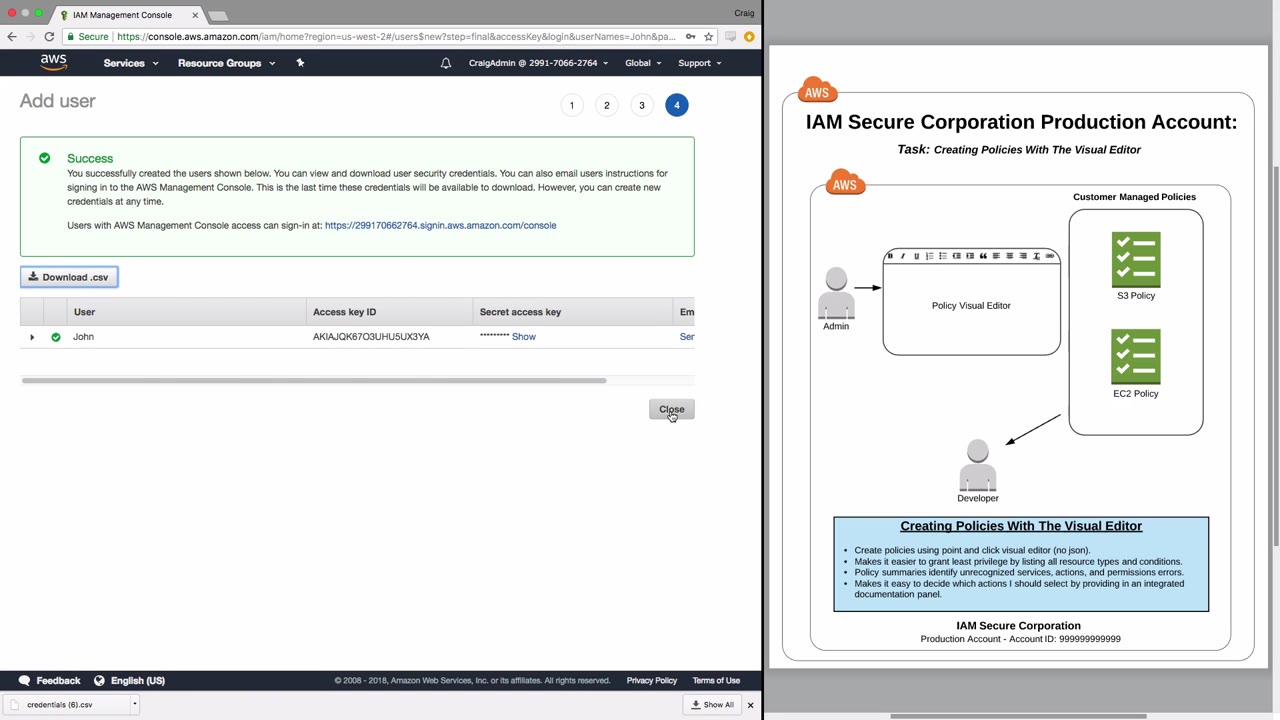 IAM Management Console
Craig
Secure
https://console.aws.amazon.com/iam/home?region=us-west-2#/users$new?step=final&accessKey&login&userNames=John&pa...
aws
Services
Resource Groups
CraigAdmin @ 2991-7066-2764
Global
Support
Add user
1
2
3
4
Success
You successfully created the users shown below. You can view and download user security credentials. You can also email users instructions for
signing in to the AWS Management Console. This is the last time these credentials will be available to download. However, you can create new
credentials at any time.
Users with AWS Management Console access can sign-in at: https://299170662764.signin.aws.amazon.com/console
Download .csv
User
Access key ID
Secret access key
Em
John
AKIAJQK67O3UHU5UX3YA
********* Show
Ser
Close
Feedback
English (US)
© 2008 - 2018, Amazon Web Services, Inc. or its affiliates. All rights reserved.
Privacy Policy
Terms of Use
credentials (6).csv
Show All
AWS
IAM Secure Corporation Production Account:
Task: Creating Policies With The Visual Editor
AWS
Customer Managed Policies
B I U
Policy Visual Editor
Admin
S3 Policy
EC2 Policy
Developer
Creating Policies With The Visual Editor
• Create policies using point and click visual editor (no json).
• Makes it easier to grant least privilege by listing all resource types and conditions.
• Policy summaries identify unrecognized services, actions, and permissions errors.
• Makes it easy to decide which actions I should select by providing in an integrated
documentation panel.
IAM Secure Corporation
Production Account - Account ID: 999999999999